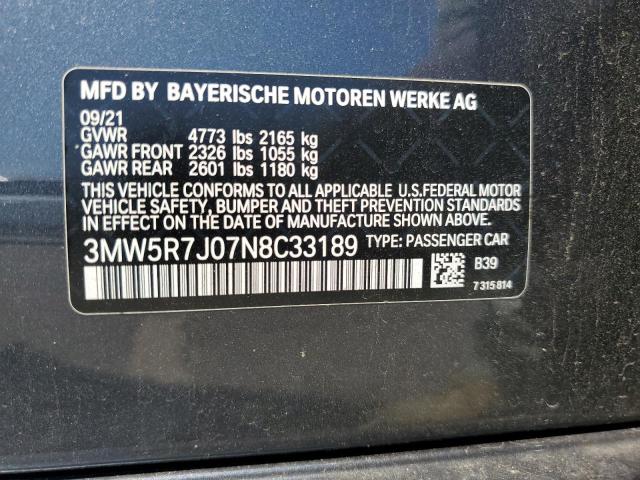 MFD BY BAYERISCHE MOTOREN WERKE AG
09/21
GVWR 4773 lbs 2165 kg
GAWR FRONT 2326 lbs 1055 kg
GAWR REAR 2601 lbs 1180 kg
THIS VEHICLE CONFORMS TO ALL APPLICABLE U.S.FEDERAL MOTOR
VEHICLE SAFETY, BUMPER AND THEFT PREVENTION STANDARDS
IN EFFECT ON THE DATE OF MANUFACTURE SHOWN ABOVE.
3MW5R7J07N8C33189 TYPE: PASSENGER CAR
B39
7 315 814